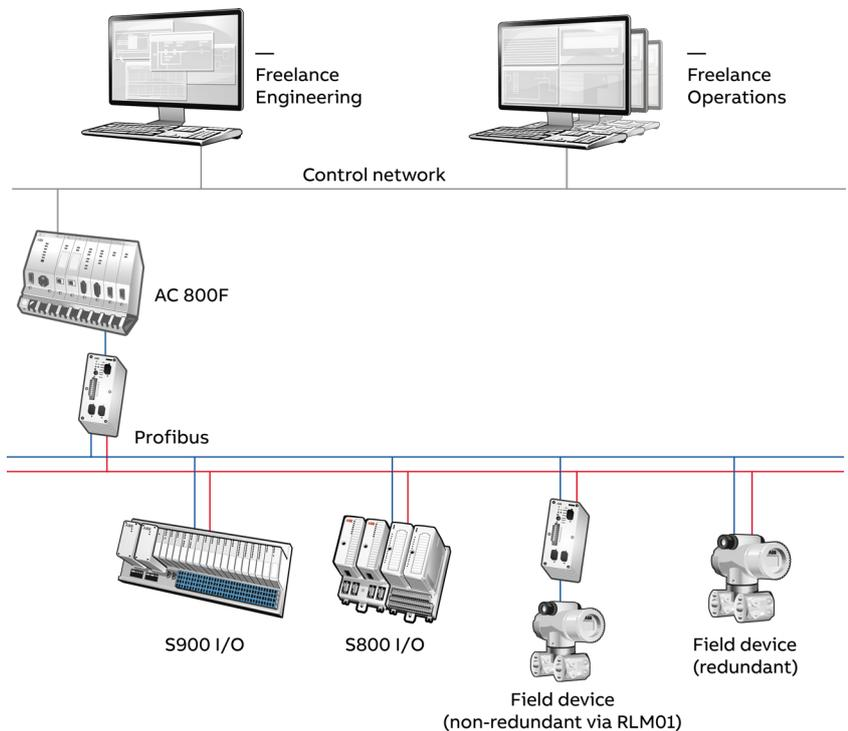 Freelance
Engineering
Freelance
Operations
Control network
AC 800F
Profibus
S900 I/O
S800 I/O
Field device
(redundant)
Field device
(non-redundant via RLM01)